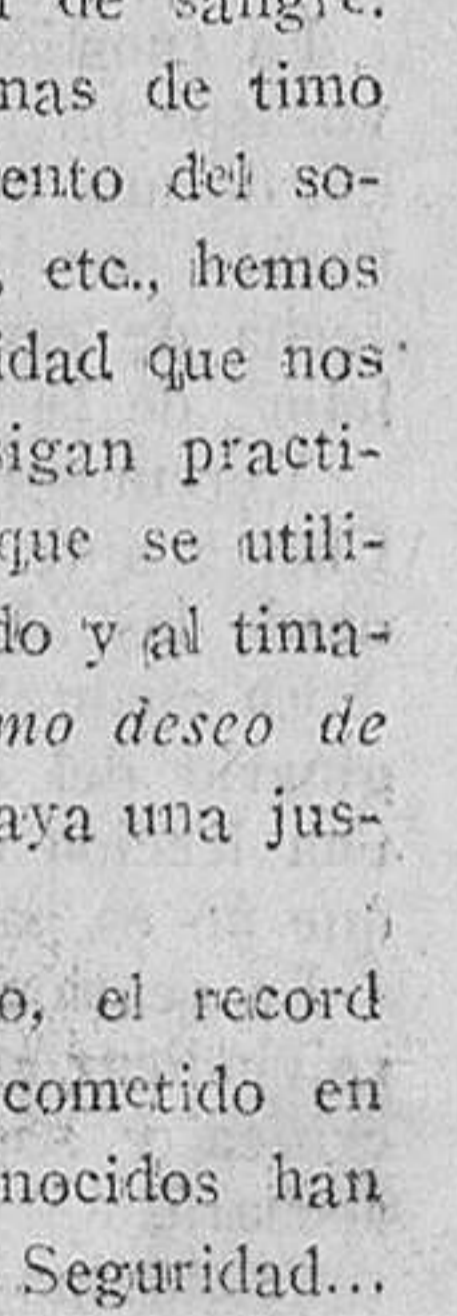 de sangre.
nas de timo
ento del so-
, etc., hemos
idad que nos
sigan practi-
que se utili-
do y al tima-
mo deseo de
aya una jus-
o, el record
cometido en
nocidos han
Seguridad...